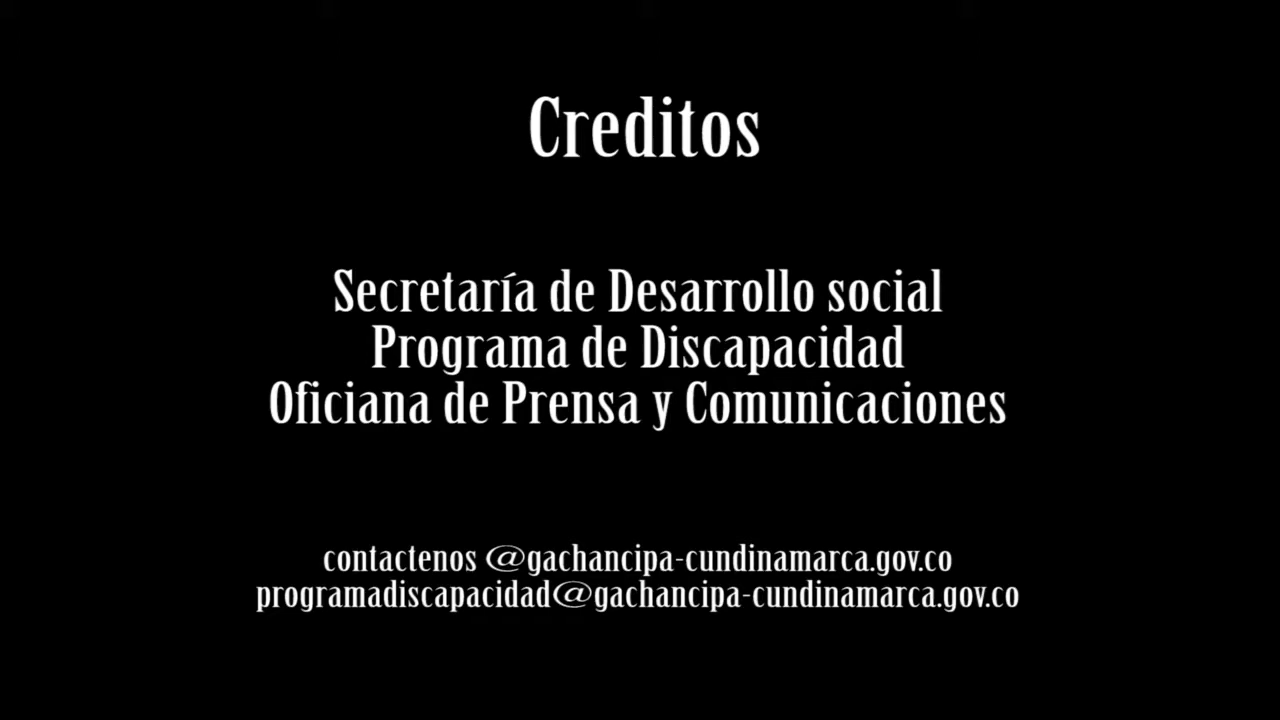 Creditos
Secretaría de Desarrollo social
Programa de Discapacidad
Oficiana de Prensa y Comunicaciones
contactenos @gachancipa-cundinamarca.gov.co
programadiscapacidad@gachancipa-cundinamarca.gov.co